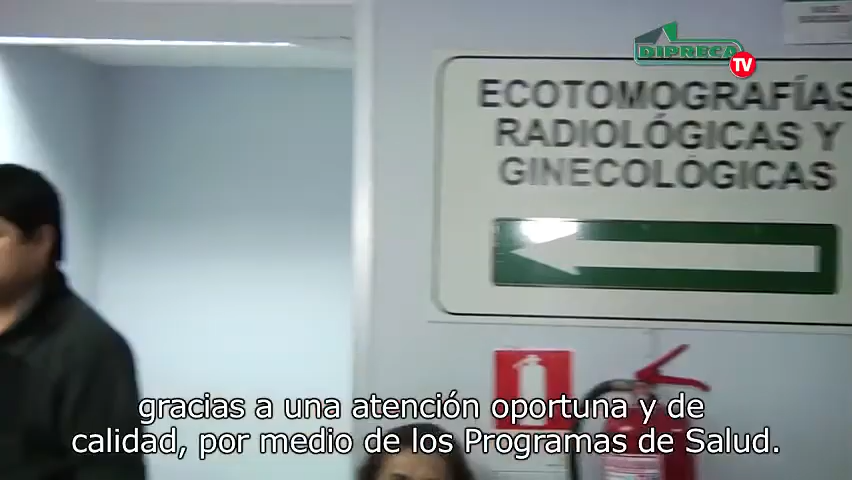 DIPRECA
TV
ECOTOMOGRAFÍAS
RADIOLÓGICAS Y
GINECOLÓGICAS
gracias a una atención oportuna y de
calidad, por medio de los Programas de Salud.